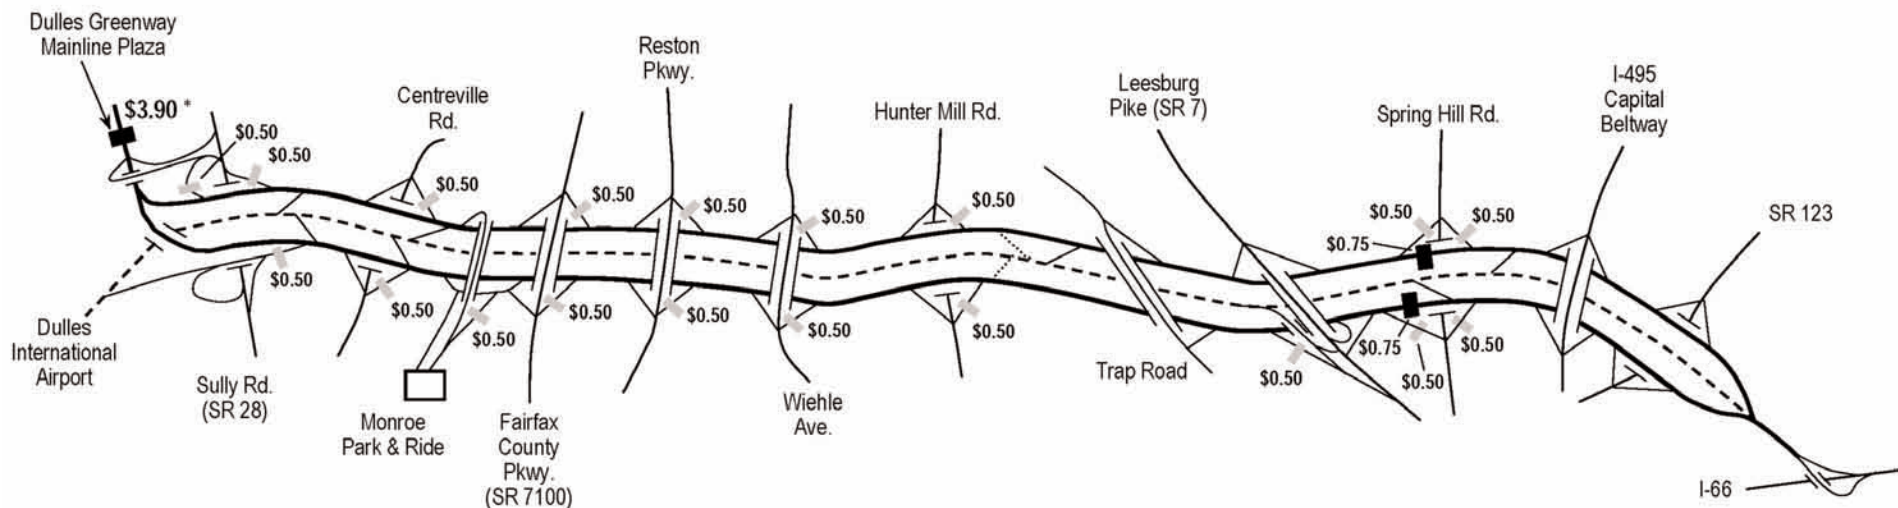 Dulles Greenway
Mainline Plaza
$3.90 *
$0.50
$0.50
Centreville
Rd.
$0.50
$0.50
Reston
Pkwy.
$0.50
$0.50
Hunter Mill Rd.
$0.50
Leesburg
Pike (SR 7)
Spring Hill Rd.
$0.50
$0.50
$0.75
I-495
Capital
Beltway
SR 123
Dulles
International
Airport
$0.50
Sully Rd.
(SR 28)
$0.50
$0.50
Monroe
Park & Ride
$0.50
Fairfax
County
Pkwy.
(SR 7100)
$0.50
$0.50
Wiehle
Ave.
$0.50
Trap Road
$0.50
$0.75
$0.50
$0.50
I-66